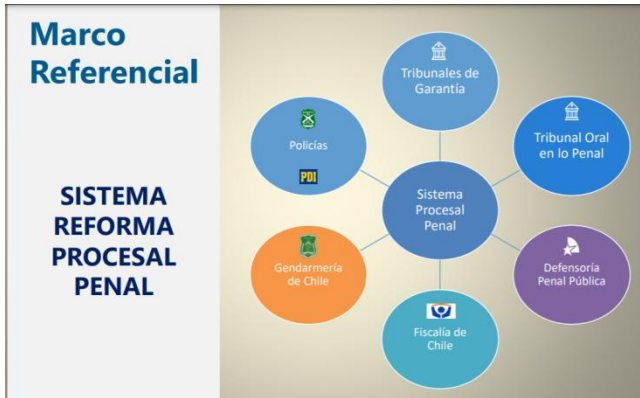 Marco
Referencial
SISTEMA
REFORMA
PROCESAL
PENAL
Tribunales de
Garantía
Tribunal Oral
en lo Penal
Policías
PDI
Sistema
Procesal
Penal
Gendarmería
de Chile
Defensoría
Penal Pública
Fiscalía de
Chile